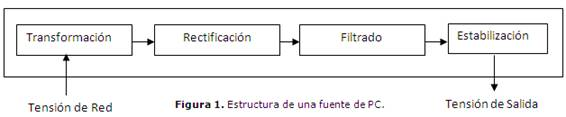 Transformación
Rectificación
Filtrado
Estabilización
Tensión de Red
Figura 1. Estructura de una fuente de PC.
Tensión de Salida